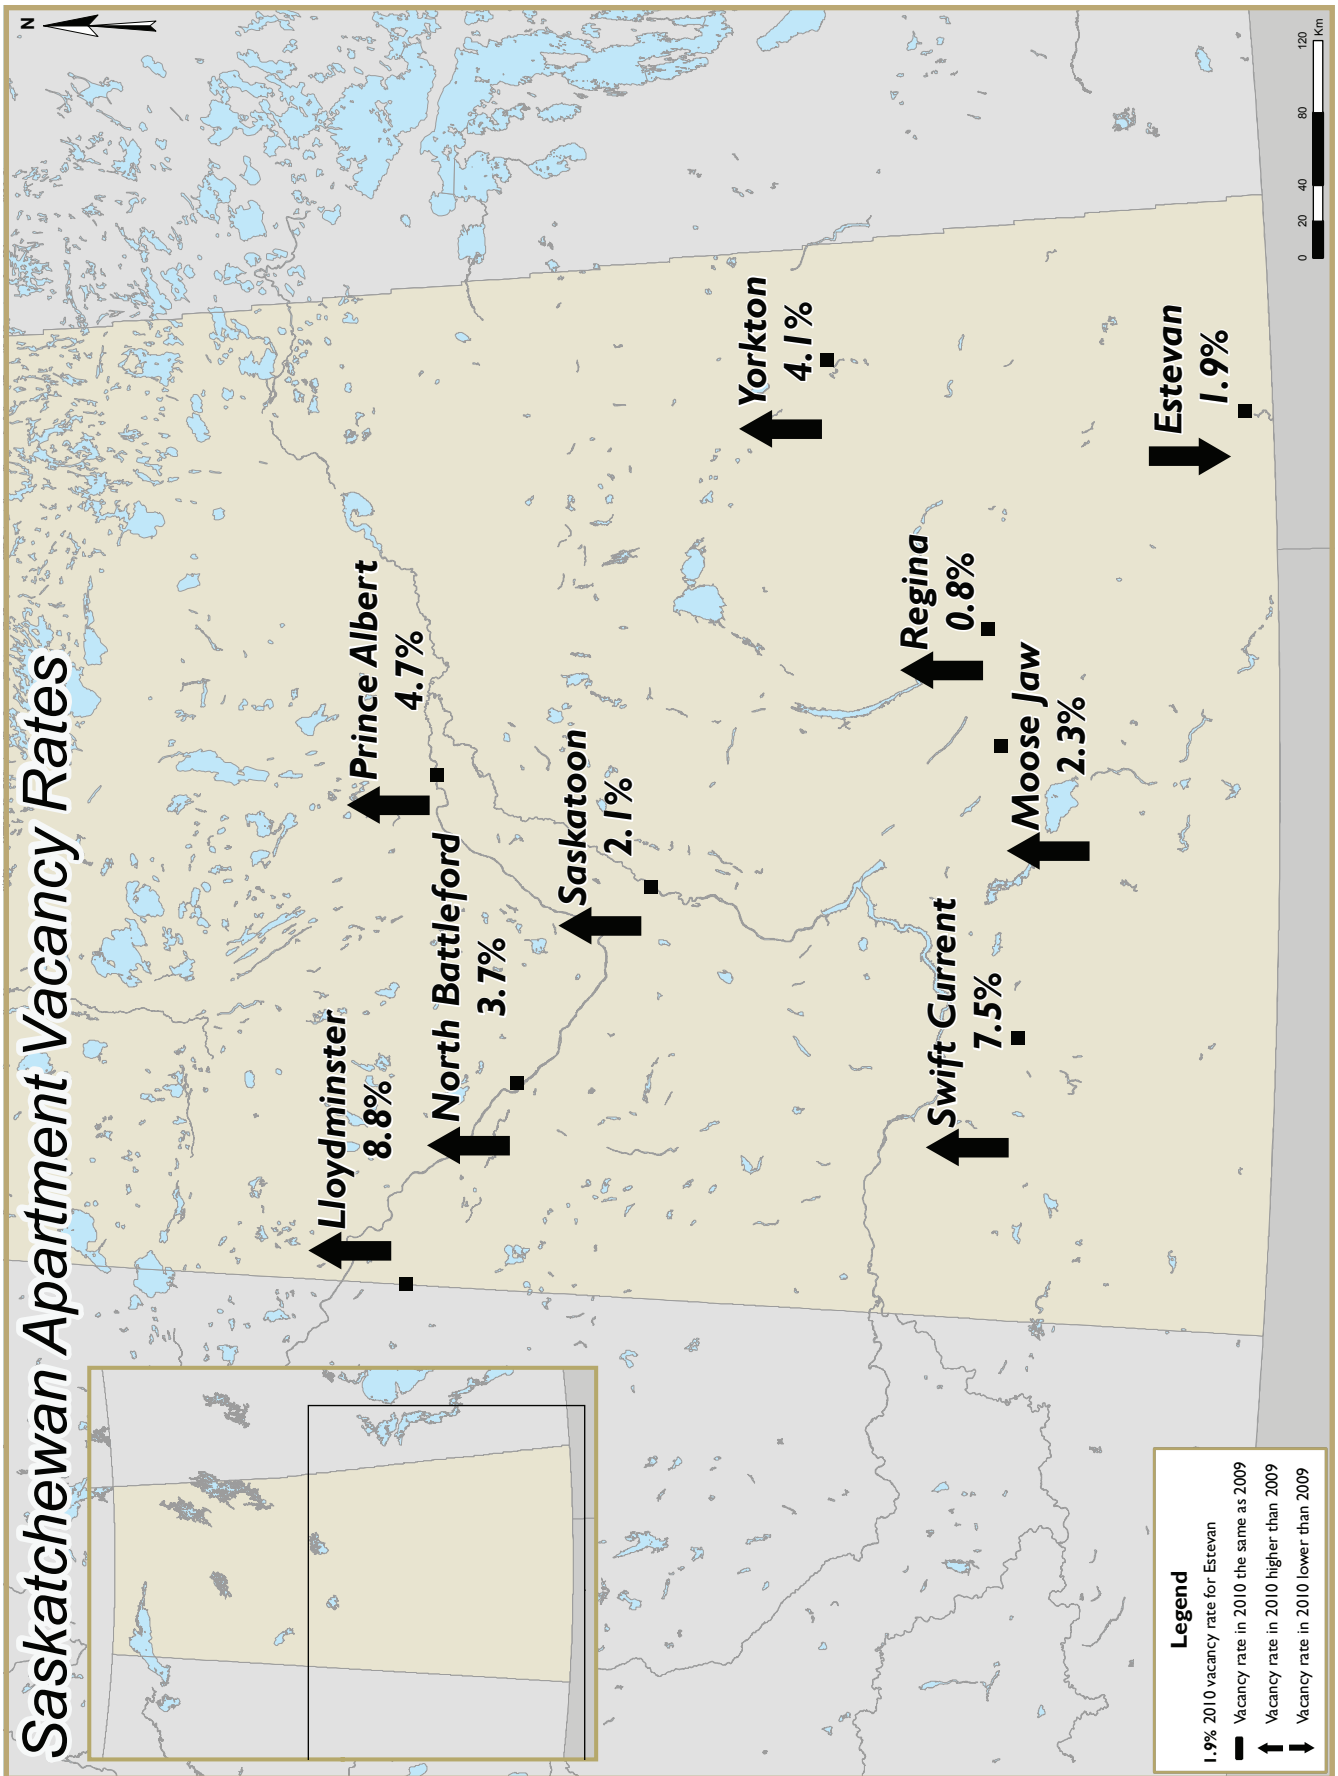 Saskatchewan Apartment Vacancy Rates
N
Lloydminster
8.8%
Prince Albert
4.7%
North Battleford
3.7%
Saskatoon
2.1%
Yorkton
4.1%
Regina
0.8%
Swift Current
7.5%
Moose Jaw
2.3%
Estevan
1.9%
Legend
1.9% 2010 vacancy rate for Estevan
Vacancy rate in 2010 the same as 2009
Vacancy rate in 2010 higher than 2009
Vacancy rate in 2010 lower than 2009
0 20 40 80 120
Km